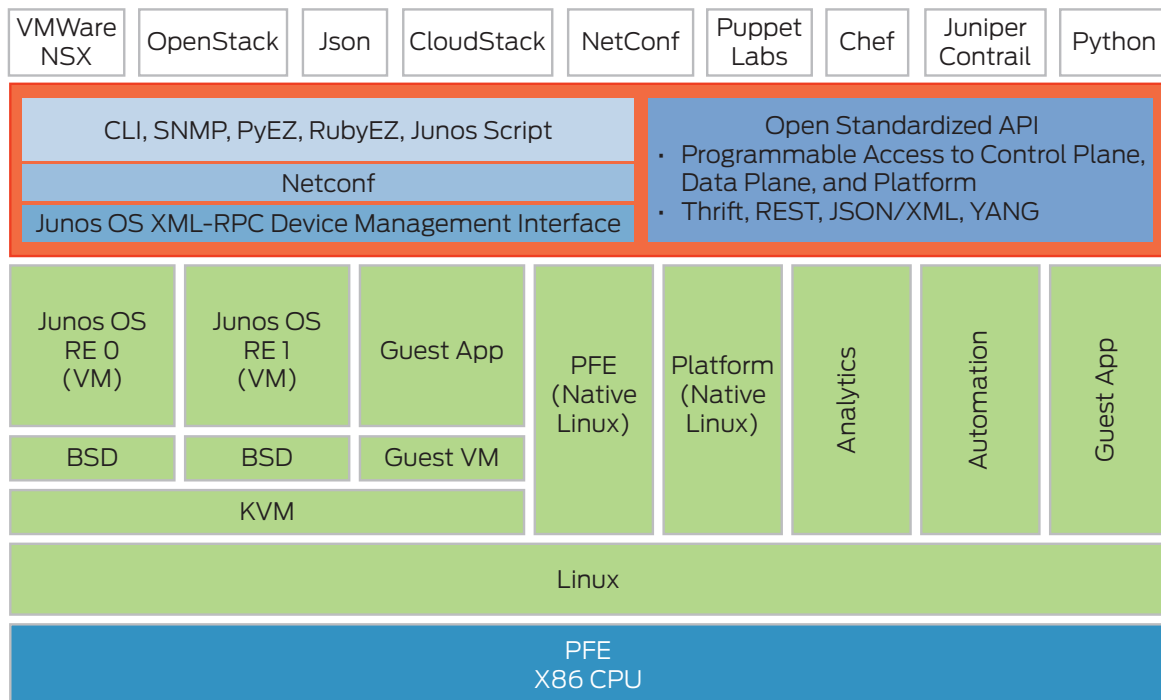 VMWare
NSX
OpenStack
Json
CloudStack
NetConf
Puppet
Labs
Chef
Juniper
Contrail
Python
CLI, SNMP, PyEZ, RubyEZ, Junos Script
Netconf
Junos OS XML-RPC Device Management Interface
Open Standardized API
• Programmable Access to Control Plane,
Data Plane, and Platform
• Thrift, REST, JSON/XML, YANG
Junos OS
RE 0
(VM)
Junos OS
RE 1
(VM)
Guest App
PFE
(Native
Linux)
Platform
(Native
Linux)
Analytics
Automation
Guest App
BSD
BSD
Guest VM
KVM
Linux
PFE
X86 CPU